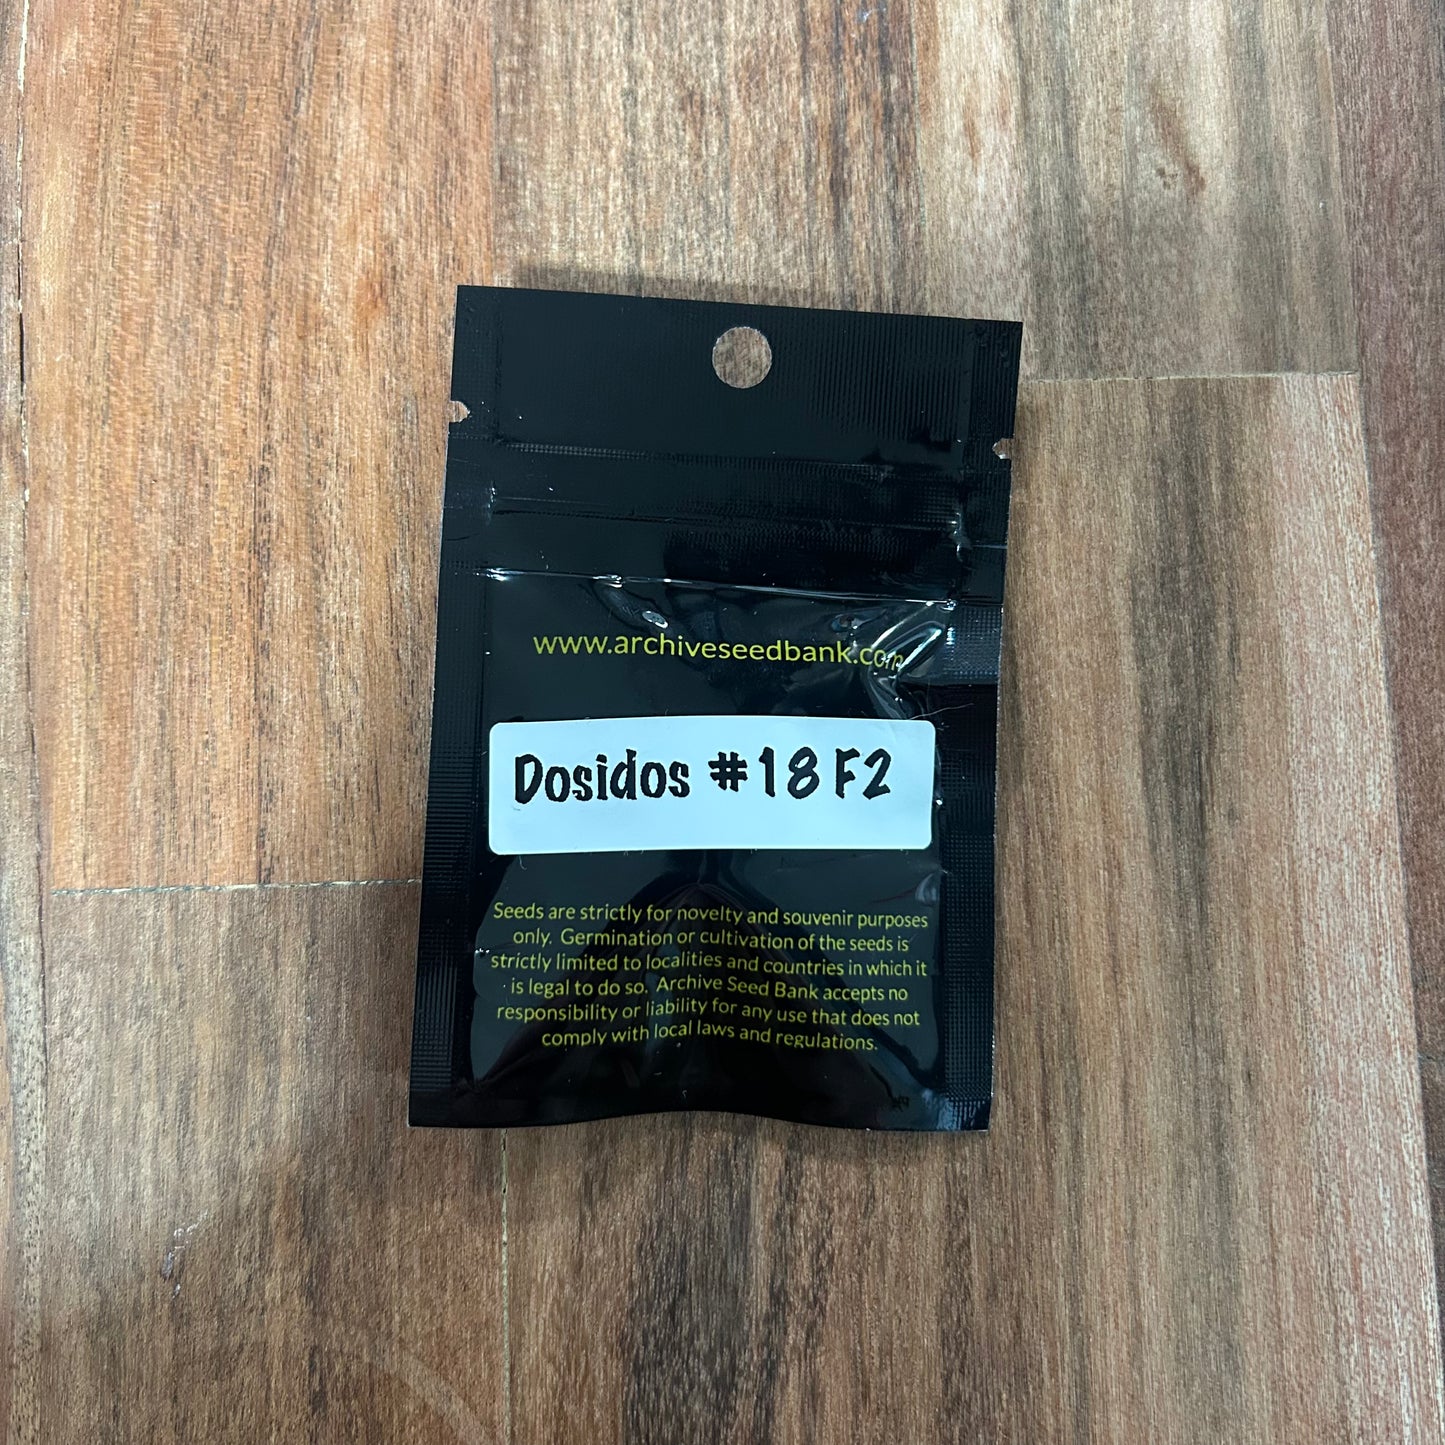 www.archiveseedbank.com
Dosidos #18 F2
Seeds are strictly for novelty and souvenir purposes
only. Germination or cultivation of the seeds is
strictly limited to localities and countries in which it
is legal to do so. Archive Seed Bank accepts no
responsibility or liability for any use that does not
comply with local laws and regulations.